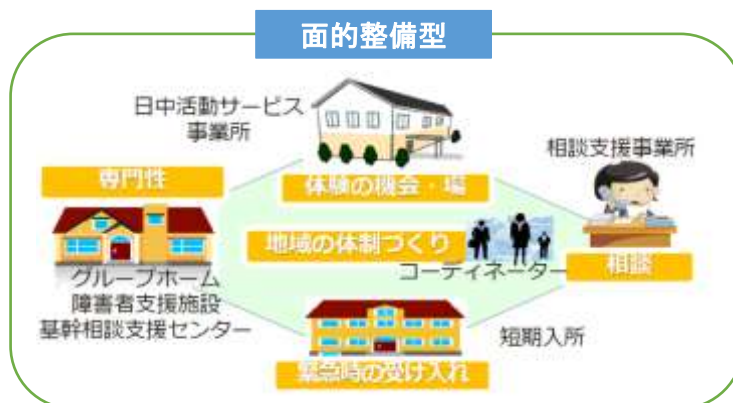 面的整備型
日中活動サービス
事業所
相談支援事業所
専門性
体験の機会・場
地域の体制づくり
コーディネーター
相談
グループホーム
障害者支援施設
基幹相談支援センター
短期入所
緊急時の受け入れ